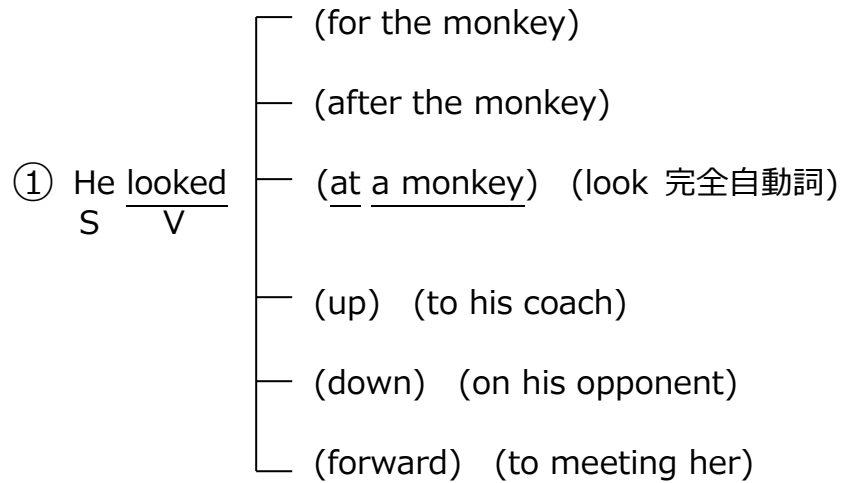 (for the monkey)
(after the monkey)
① He looked (at a monkey) (look 完全自動詞)
S V
(up) (to his coach)
(down) (on his opponent)
(forward) (to meeting her)